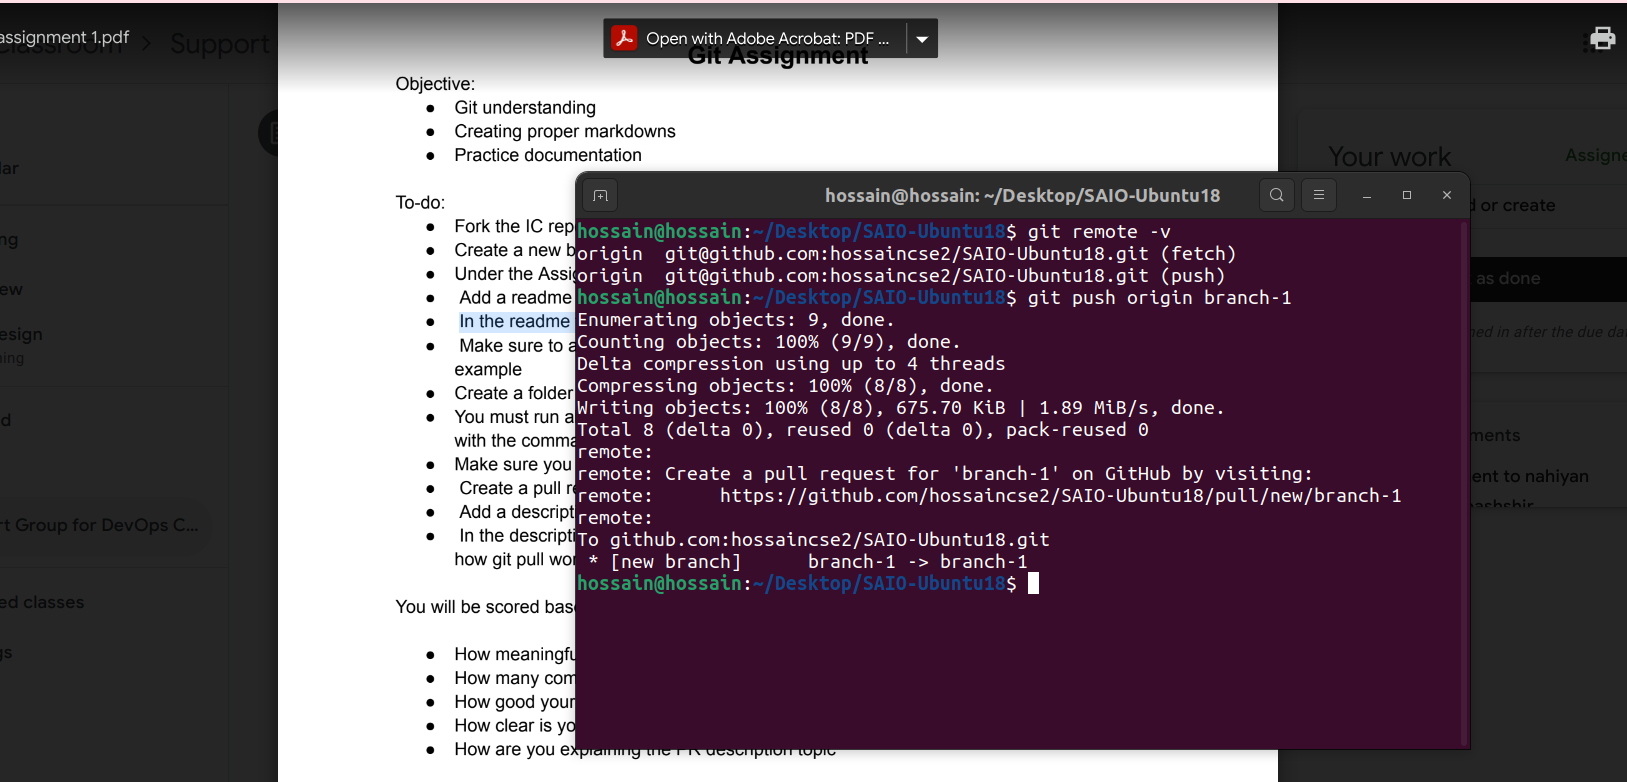 assignment 1.pdf
Classroom > Support
Open with Adobe Acrobat: PDF ...
Git Assignment
Objective:
● Git understanding
● Creating proper markdowns
● Practice documentation
To-do:
● Fork the IC rep
● Create a new b
● Under the Assig
● Add a readme
● In the readme
● Make sure to a
example
● Create a folder
● You must run a
with the comma
● Make sure you
● Create a pull re
● Add a descript
● In the descripti
how git pull wor
You will be scored base
● How meaningfu
● How many com
● How good your
● How clear is yo
● How are you explaining the PR description topic
hossain@hossain: ~/Desktop/SAIO-Ubuntu18
hossain@hossain:~/Desktop/SAIO-Ubuntu18$ git remote -v
origin  git@github.com:hossaincse2/SAIO-Ubuntu18.git (fetch)
origin  git@github.com:hossaincse2/SAIO-Ubuntu18.git (push)
hossain@hossain:~/Desktop/SAIO-Ubuntu18$ git push origin branch-1
Enumerating objects: 9, done.
Counting objects: 100% (9/9), done.
Delta compression using up to 4 threads
Compressing objects: 100% (8/8), done.
Writing objects: 100% (8/8), 675.70 KiB | 1.89 MiB/s, done.
Total 8 (delta 0), reused 0 (delta 0), pack-reused 0
remote:
remote: Create a pull request for 'branch-1' on GitHub by visiting:
remote:      https://github.com/hossaincse2/SAIO-Ubuntu18/pull/new/branch-1
remote:
To github.com:hossaincse2/SAIO-Ubuntu18.git
 * [new branch]      branch-1 -> branch-1
hossain@hossain:~/Desktop/SAIO-Ubuntu18$
dar
ng
ew
esign
ning
d
rt Group for DevOps C...
ed classes
gs
Your work
Assigne
d or create
as done
ned in after the due da
ments
ent to nahiyan
bashshir